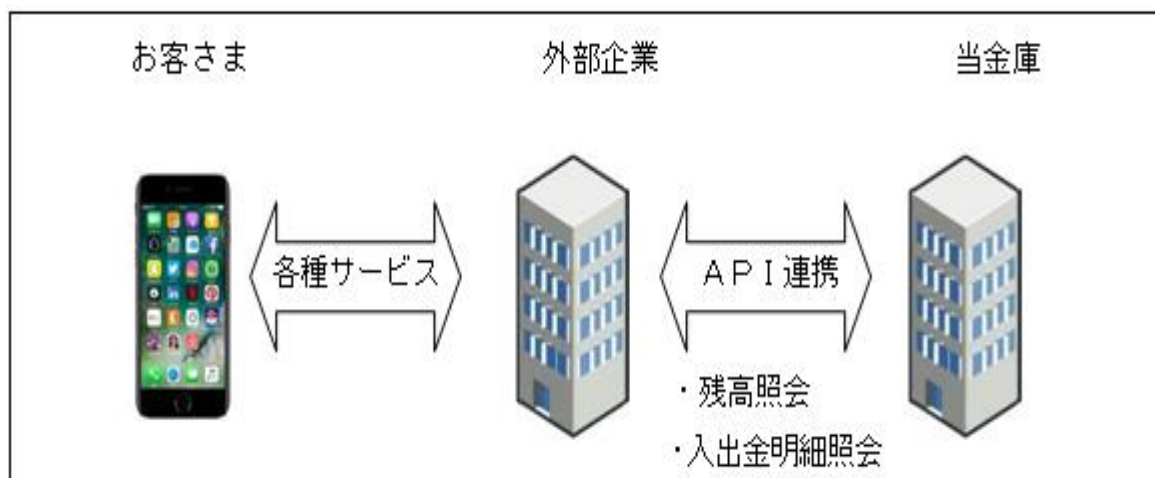 お客さま
外部企業
当金庫
各種サービス
ＡＰＩ連携
・残高照会
・入出金明細照会